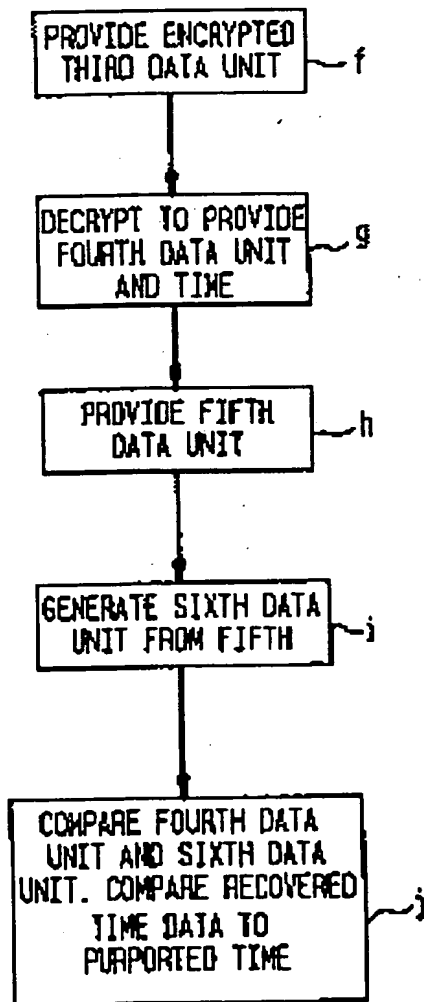 PROVIDE ENCRYPTED
THIRD DATA UNIT
f
DECRYPT TO PROVIDE
FOURTH DATA UNIT
AND TIME
g
PROVIDE FIFTH
DATA UNIT
h
GENERATE SIXTH DATA
UNIT FROM FIFTH
i
COMPARE FOURTH DATA
UNIT AND SIXTH DATA
UNIT. COMPARE RECOVERED
TIME DATA TO
PURPORTED TIME
j